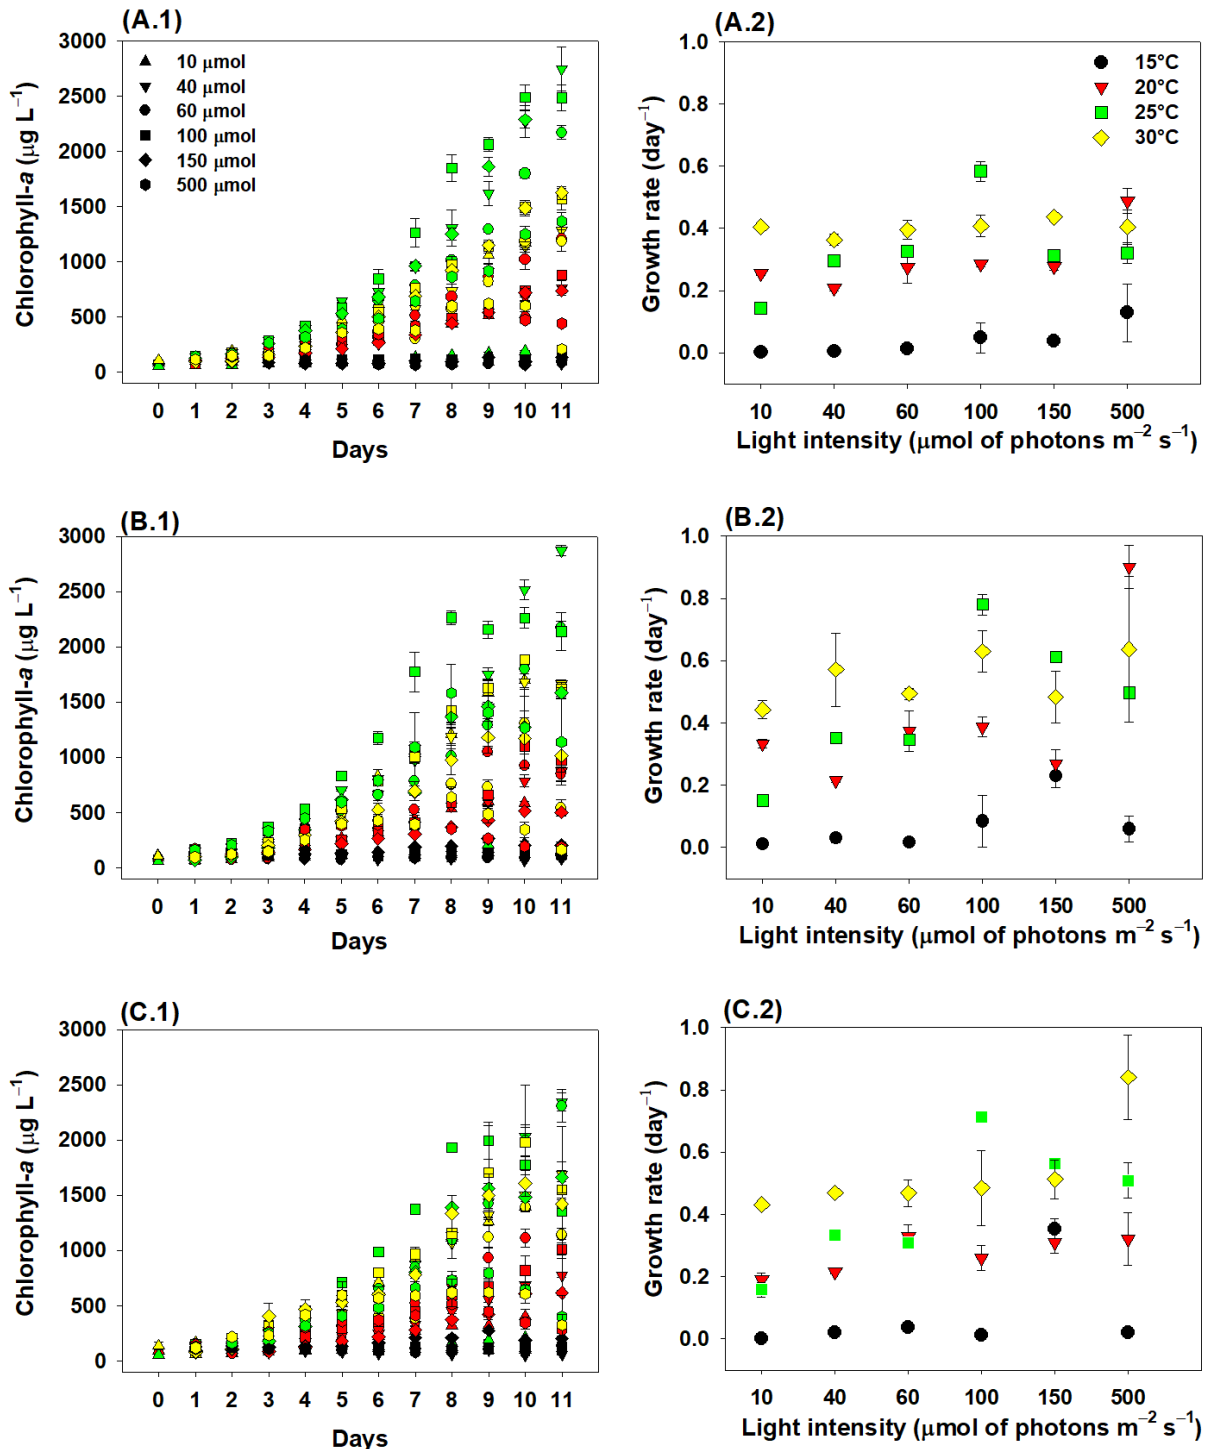 (A.1)
3000
2500
2000
1500
1000
500
0
Chlorophyll-a (μg L⁻¹)
10 μmol
40 μmol
60 μmol
100 μmol
150 μmol
500 μmol
0 1 2 3 4 5 6 7 8 9 10 11
Days
(A.2)
1.0
0.8
0.6
0.4
0.2
0.0
Growth rate (day⁻¹)
15°C
20°C
25°C
30°C
10 40 60 100 150 500
Light intensity (μmol of photons m⁻² s⁻¹)
(B.1)
3000
2500
2000
1500
1000
500
0
Chlorophyll-a (μg L⁻¹)
0 1 2 3 4 5 6 7 8 9 10 11
Days
(B.2)
1.0
0.8
0.6
0.4
0.2
0.0
Growth rate (day⁻¹)
10 40 60 100 150 500
Light intensity (μmol of photons m⁻² s⁻¹)
(C.1)
3000
2500
2000
1500
1000
500
0
Chlorophyll-a (μg L⁻¹)
0 1 2 3 4 5 6 7 8 9 10 11
Days
(C.2)
1.0
0.8
0.6
0.4
0.2
0.0
Growth rate (day⁻¹)
10 40 60 100 150 500
Light intensity (μmol of photons m⁻² s⁻¹)